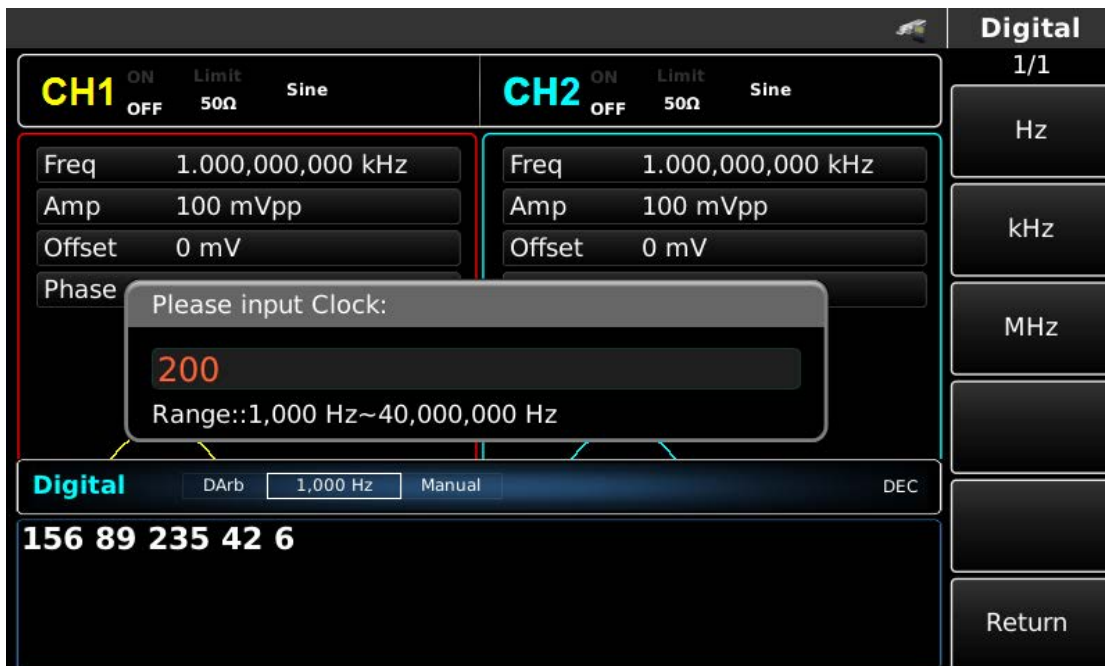 Digital
1/1
CH1 ON OFF Limit 50Ω Sine
CH2 ON OFF Limit 50Ω Sine
Hz
kHz
MHz
Return
Freq 1.000,000,000 kHz
Amp 100 mVpp
Offset 0 mV
Phase
Freq 1.000,000,000 kHz
Amp 100 mVpp
Offset 0 mV
Please input Clock:
200
Range::1,000 Hz~40,000,000 Hz
Digital DArb 1,000 Hz Manual DEC
156 89 235 42 6